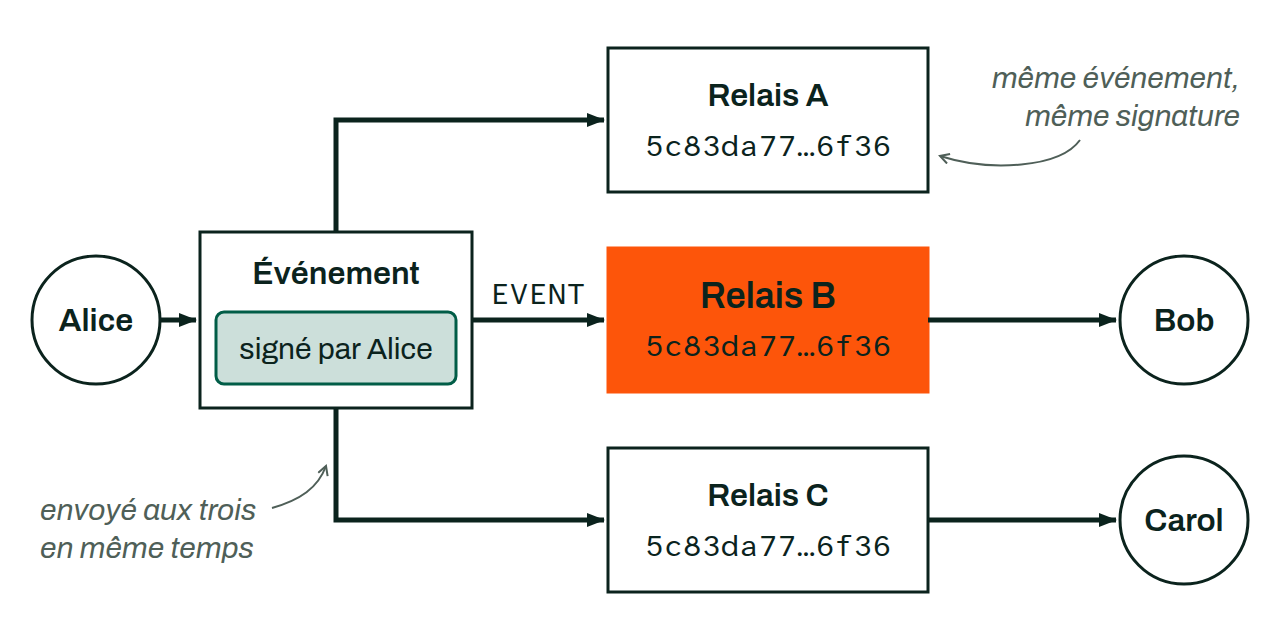 Relais A
5c83da77…6f36
même événement,
même signature
Alice
Événement
signé par Alice
EVENT
Relais B
5c83da77…6f36
Bob
envoyé aux trois
en même temps
Relais C
5c83da77…6f36
Carol